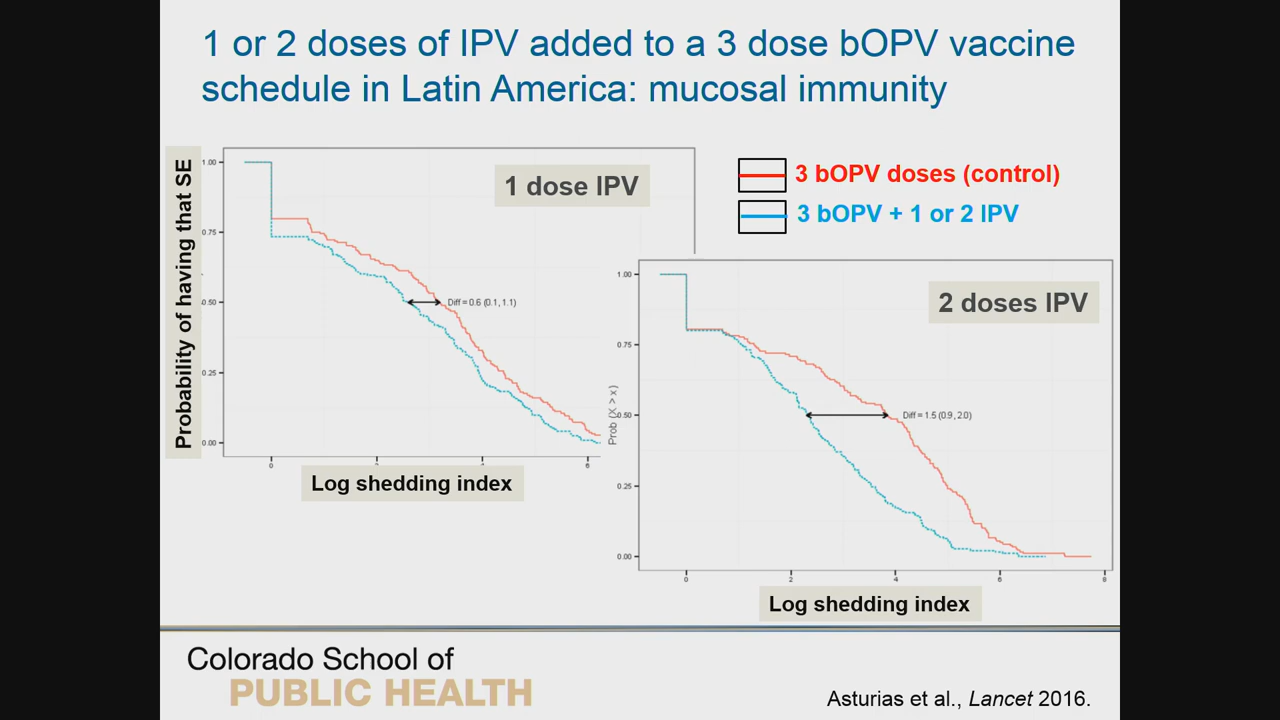 1 or 2 doses of IPV added to a 3 dose bOPV vaccine
schedule in Latin America: mucosal immunity
Probability of having that SE
1.00
0.75
0.50
0.25
0.00
1 dose IPV
Diff = 0.6 (0.1, 1.1)
0
2
4
6
Log shedding index
3 bOPV doses (control)
3 bOPV + 1 or 2 IPV
Prob (X > x)
1.00
0.75
0.50
0.25
0.00
2 doses IPV
Diff = 1.5 (0.9, 2.0)
0
2
4
6
8
Log shedding index
Colorado School of
PUBLIC HEALTH
Asturias et al., Lancet 2016.